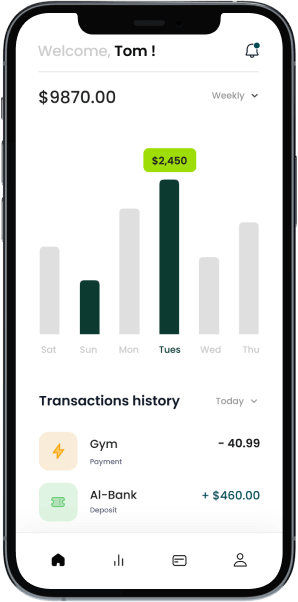 Welcome, Tom !
$9870.00
Weekly
$2,450
Sat Sun Mon Tues Wed Thu
Transactions history
Today
Gym
- 40.99
Payment
Al-Bank
+ $460.00
Deposit